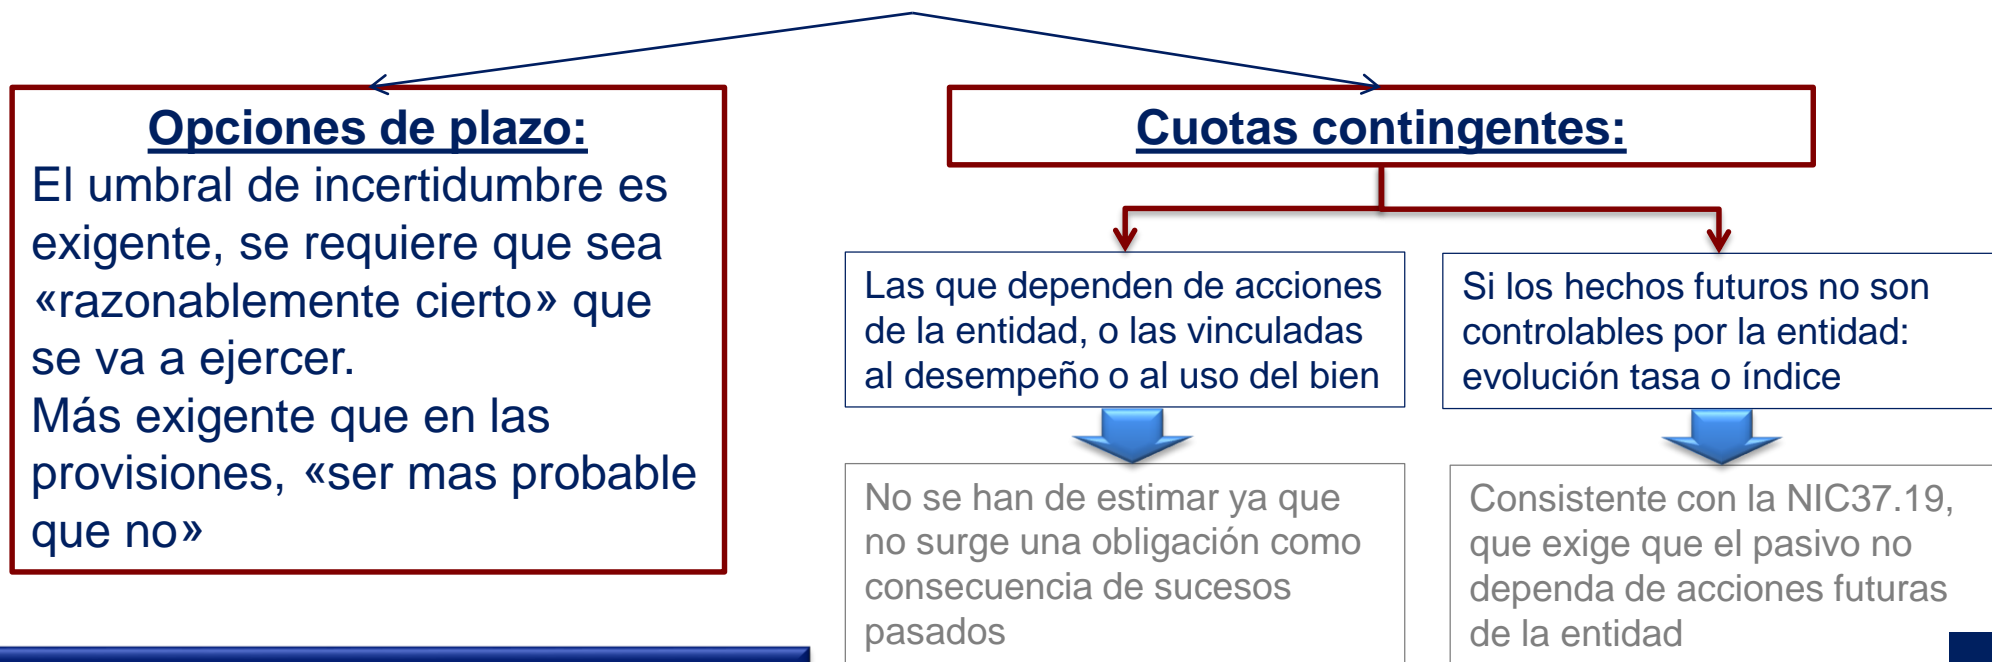 Opciones de plazo:
El umbral de incertidumbre es
exigente, se requiere que sea
«razonablemente cierto» que
se va a ejercer.
Más exigente que en las
provisiones, «ser mas probable
que no»
Cuotas contingentes:
Las que dependen de acciones
de la entidad, o las vinculadas
al desempeño o al uso del bien
Si los hechos futuros no son
controlables por la entidad:
evolución tasa o índice
No se han de estimar ya que
no surge una obligación como
consecuencia de sucesos
pasados
Consistente con la NIC37.19,
que exige que el pasivo no
dependa de acciones futuras
de la entidad